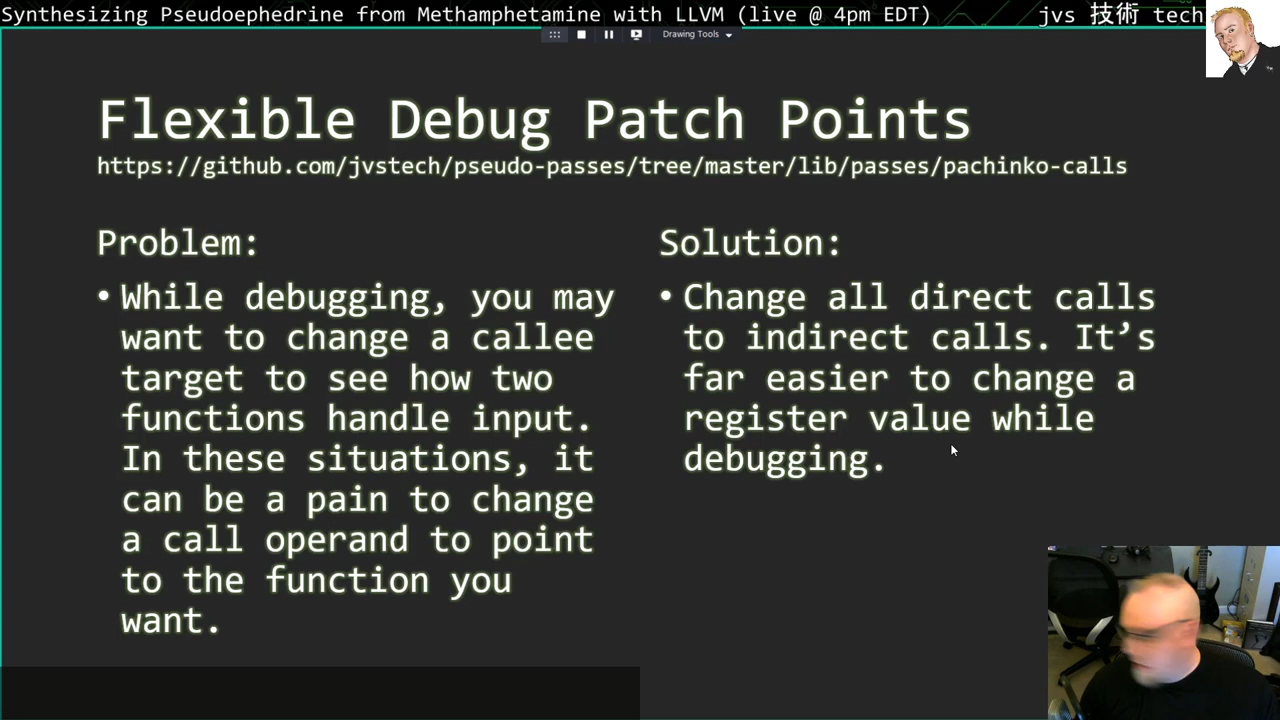 Synthesizing Pseudoephedrine from Methamphetamine with LLVM (live @ 4pm EDT)
jvs 技術 tech
Drawing Tools
Flexible Debug Patch Points
https://github.com/jvstech/pseudo-passes/tree/master/lib/passes/pachinko-calls
Problem:
• While debugging, you may
want to change a callee
target to see how two
functions handle input.
In these situations, it
can be a pain to change
a call operand to point
to the function you
want.
Solution:
• Change all direct calls
to indirect calls. It’s
far easier to change a
register value while
debugging.